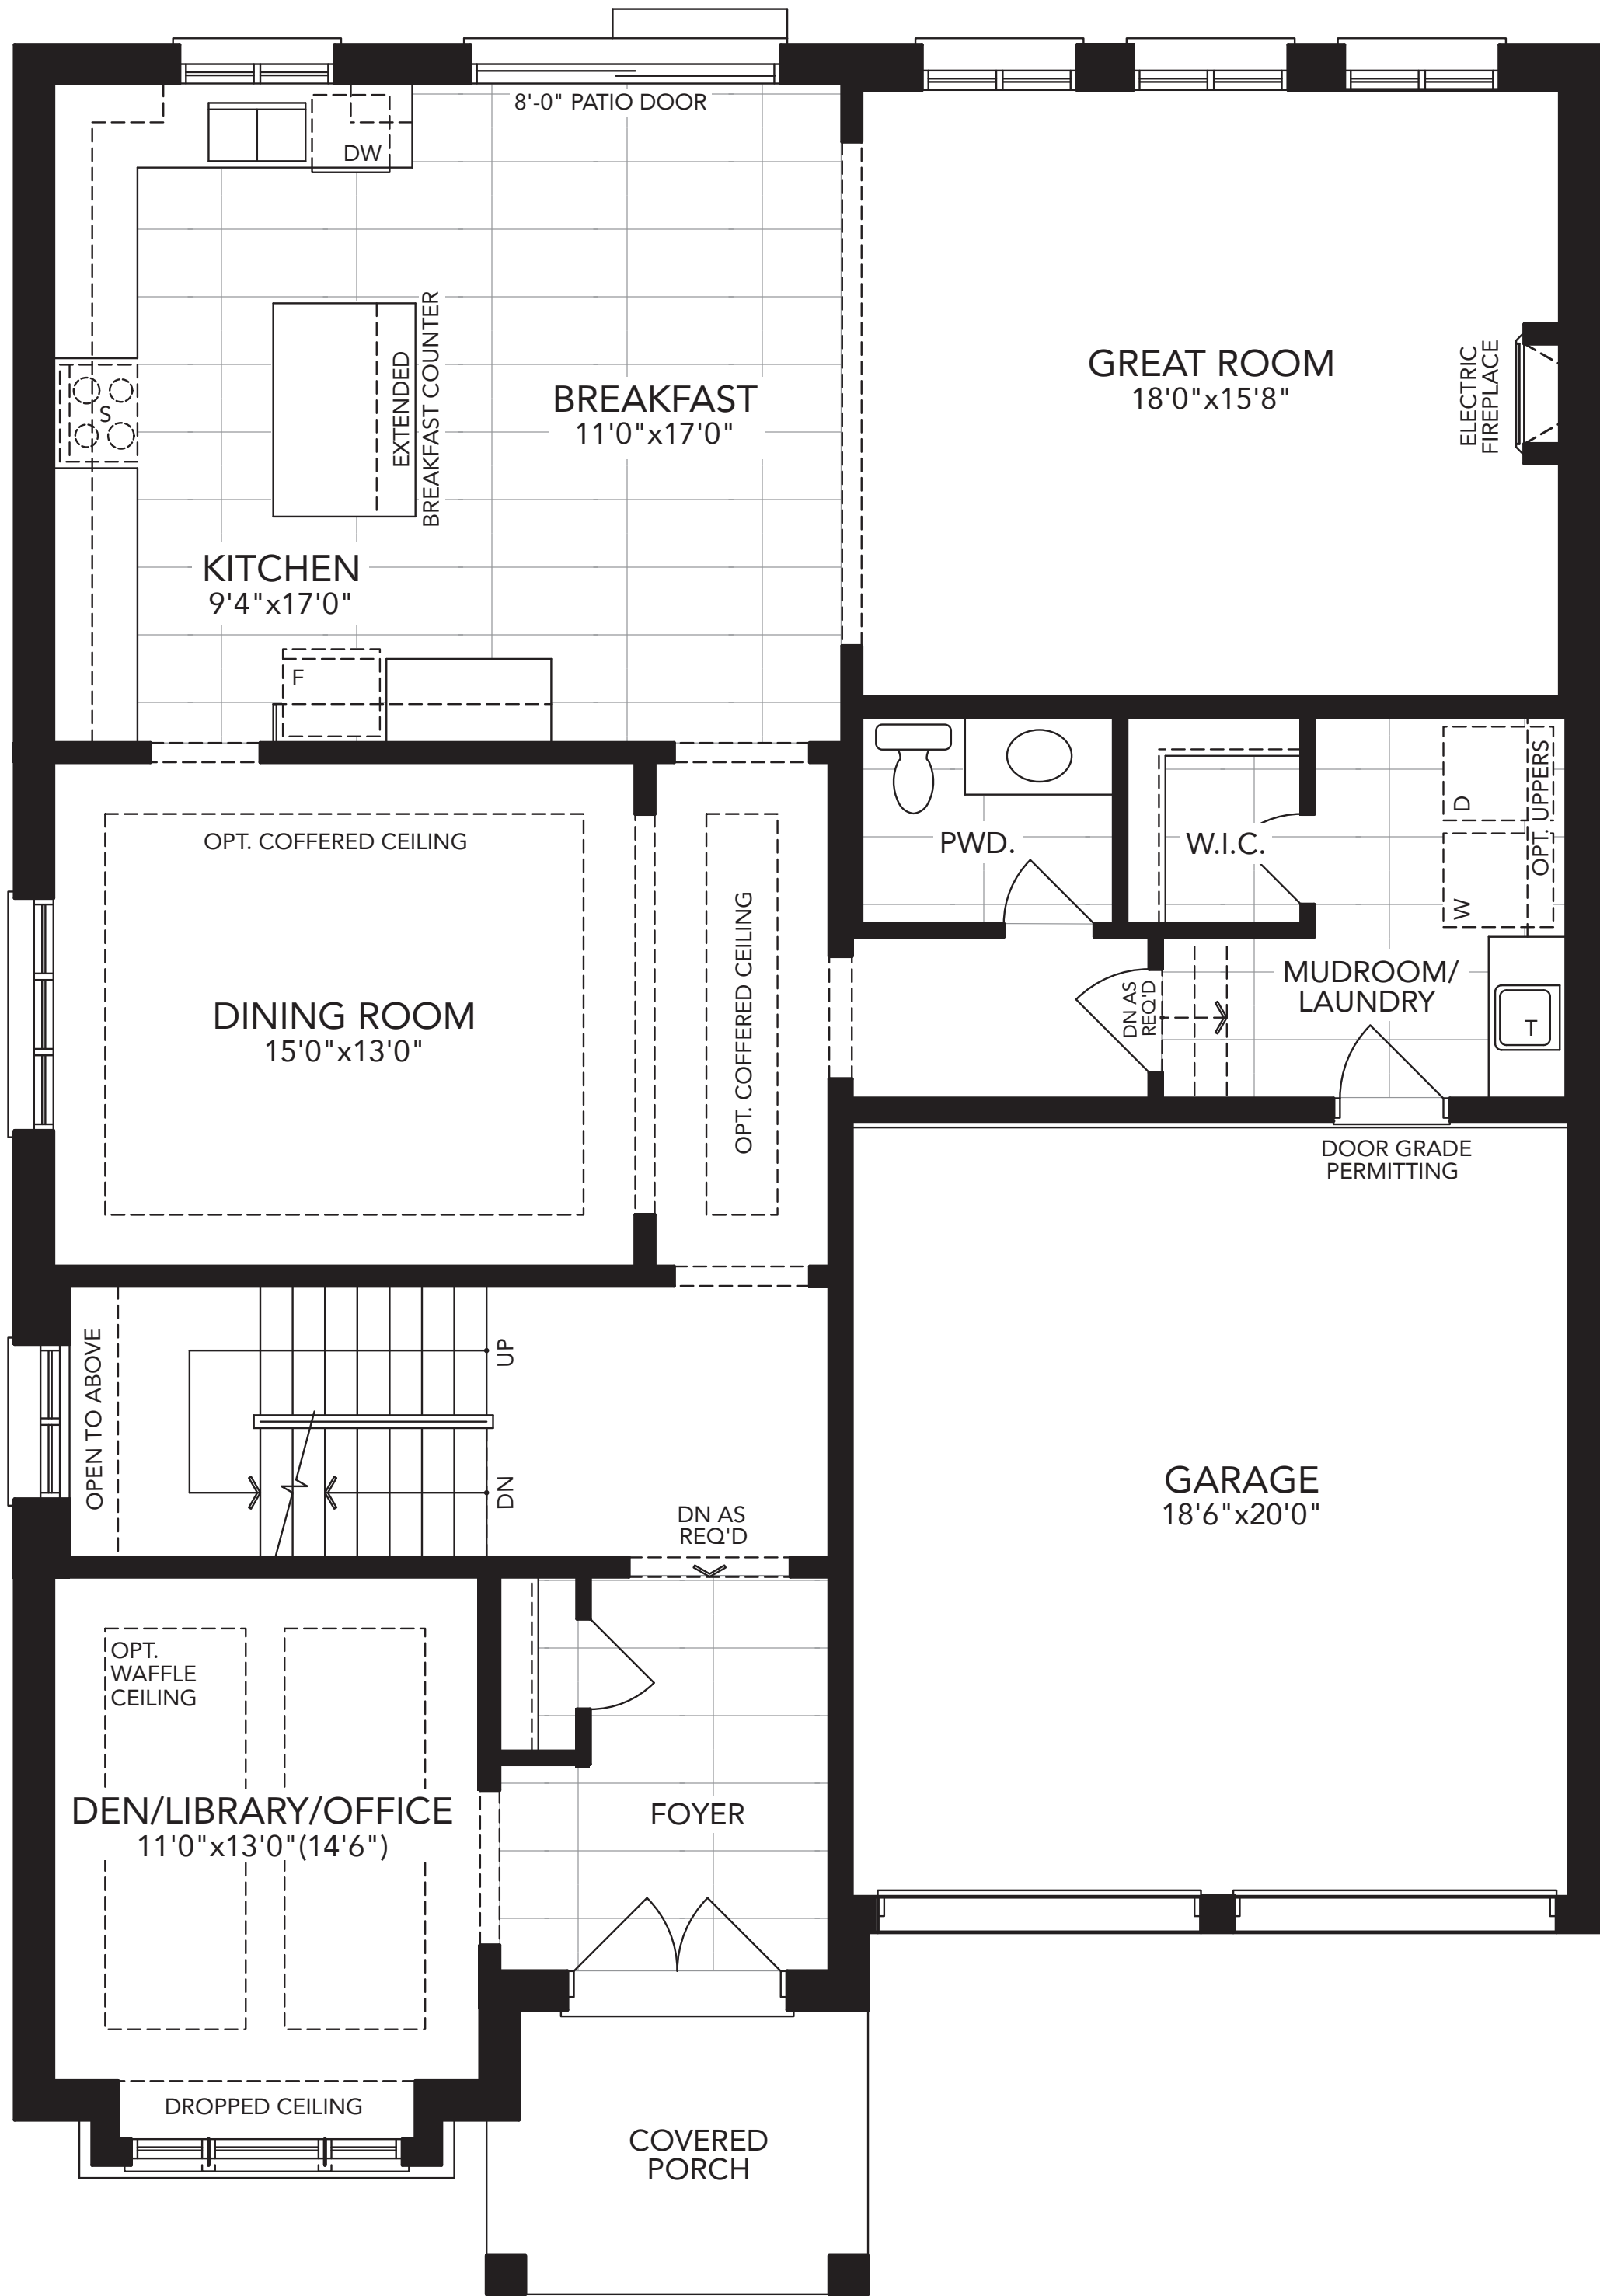 8'-0" PATIO DOOR
DW
GREAT ROOM
18'0"x15'8"
ELECTRIC
FIREPLACE
BREAKFAST
11'0"x17'0"
EXTENDED
BREAKFAST COUNTER
S
KITCHEN
9'4"x17'0"
F
OPT. COFFERED CEILING
DINING ROOM
15'0"x13'0"
OPT. COFFERED CEILING
PWD.
W.I.C.
D
W
OPT. UPPERS
MUDROOM/
LAUNDRY
T
DN AS
REQ'D
DOOR GRADE
PERMITTING
OPEN TO ABOVE
UP
DN
DN AS
REQ'D
GARAGE
18'6"x20'0"
OPT.
WAFFLE
CEILING
DEN/LIBRARY/OFFICE
11'0"x13'0"(14'6")
FOYER
DROPPED CEILING
COVERED
PORCH